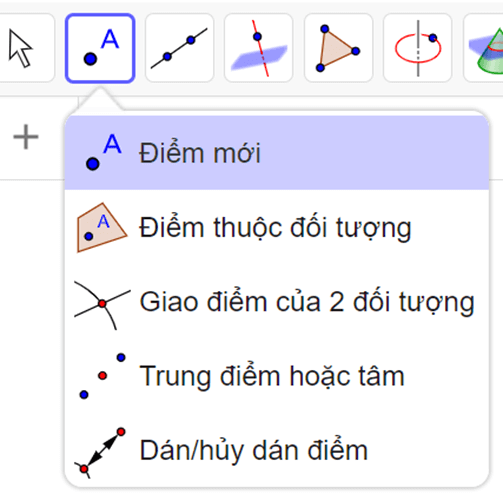 A
+
A
Điểm mới
A
Điểm thuộc đối tượng
Giao điểm của 2 đối tượng
Trung điểm hoặc tâm
Dán/hủy dán điểm